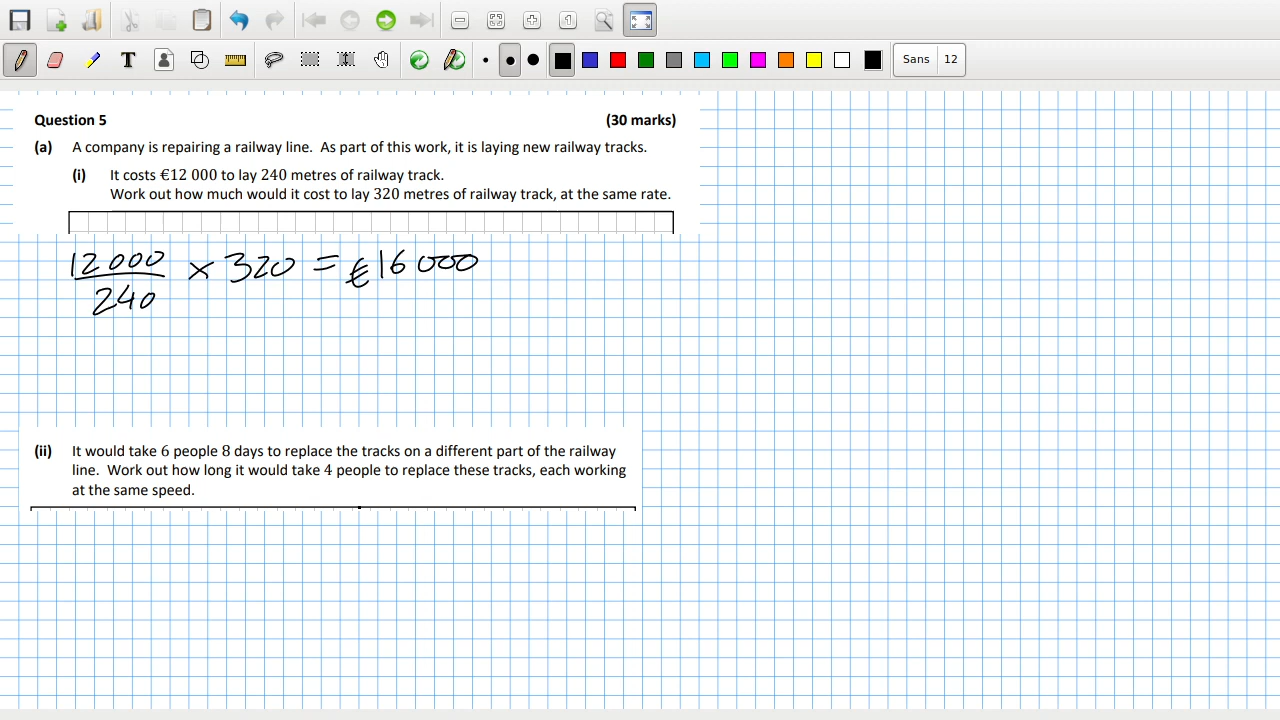 Sans 12
Question 5 (30 marks)
(a) A company is repairing a railway line. As part of this work, it is laying new railway tracks.
(i) It costs €12 000 to lay 240 metres of railway track.
Work out how much would it cost to lay 320 metres of railway track, at the same rate.
12 000
240
× 320 = €16 000
(ii) It would take 6 people 8 days to replace the tracks on a different part of the railway
line. Work out how long it would take 4 people to replace these tracks, each working
at the same speed.